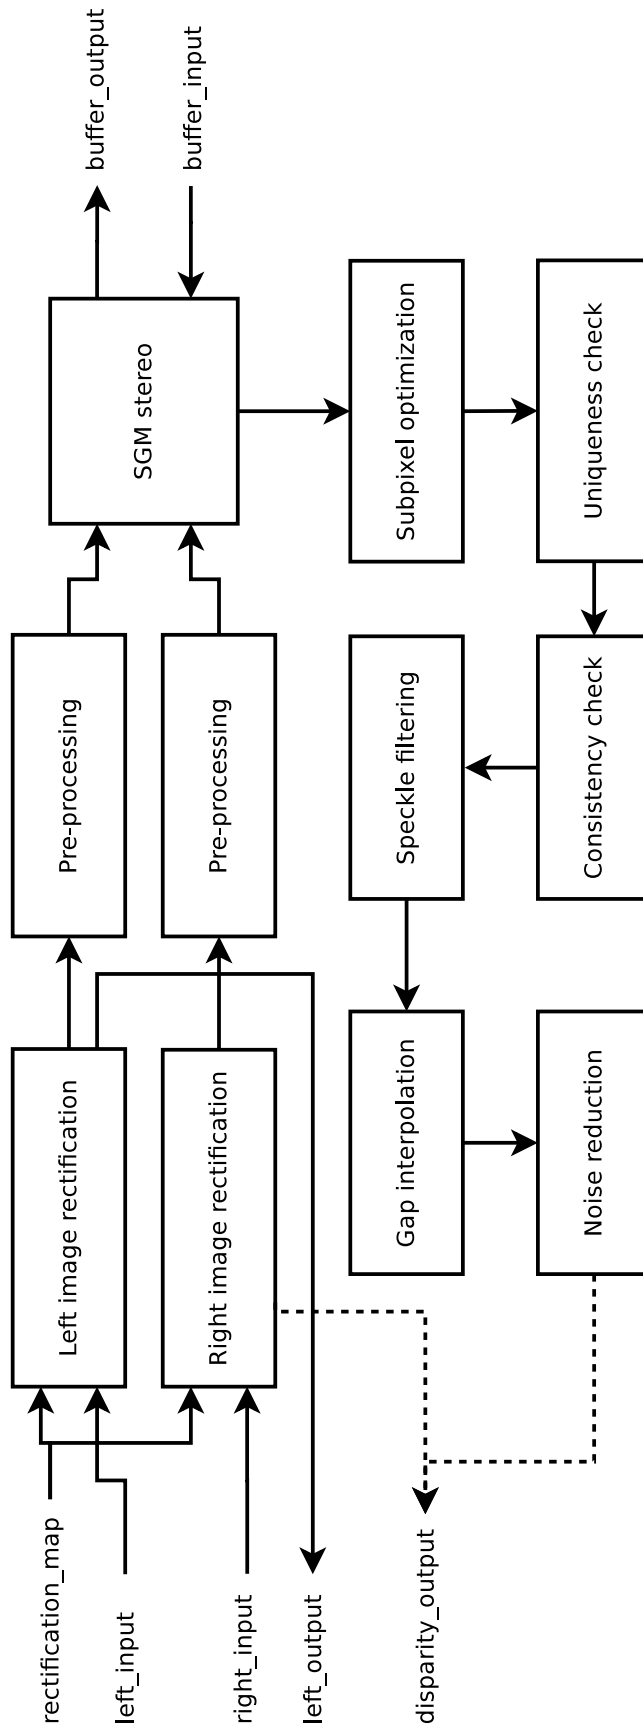 rectification_map
left_input
right_input
left_output
disparity_output
Left image rectification
Right image rectification
Pre-processing
Pre-processing
SGM stereo
buffer_output
buffer_input
Subpixel optimization
Uniqueness check
Consistency check
Speckle filtering
Gap interpolation
Noise reduction